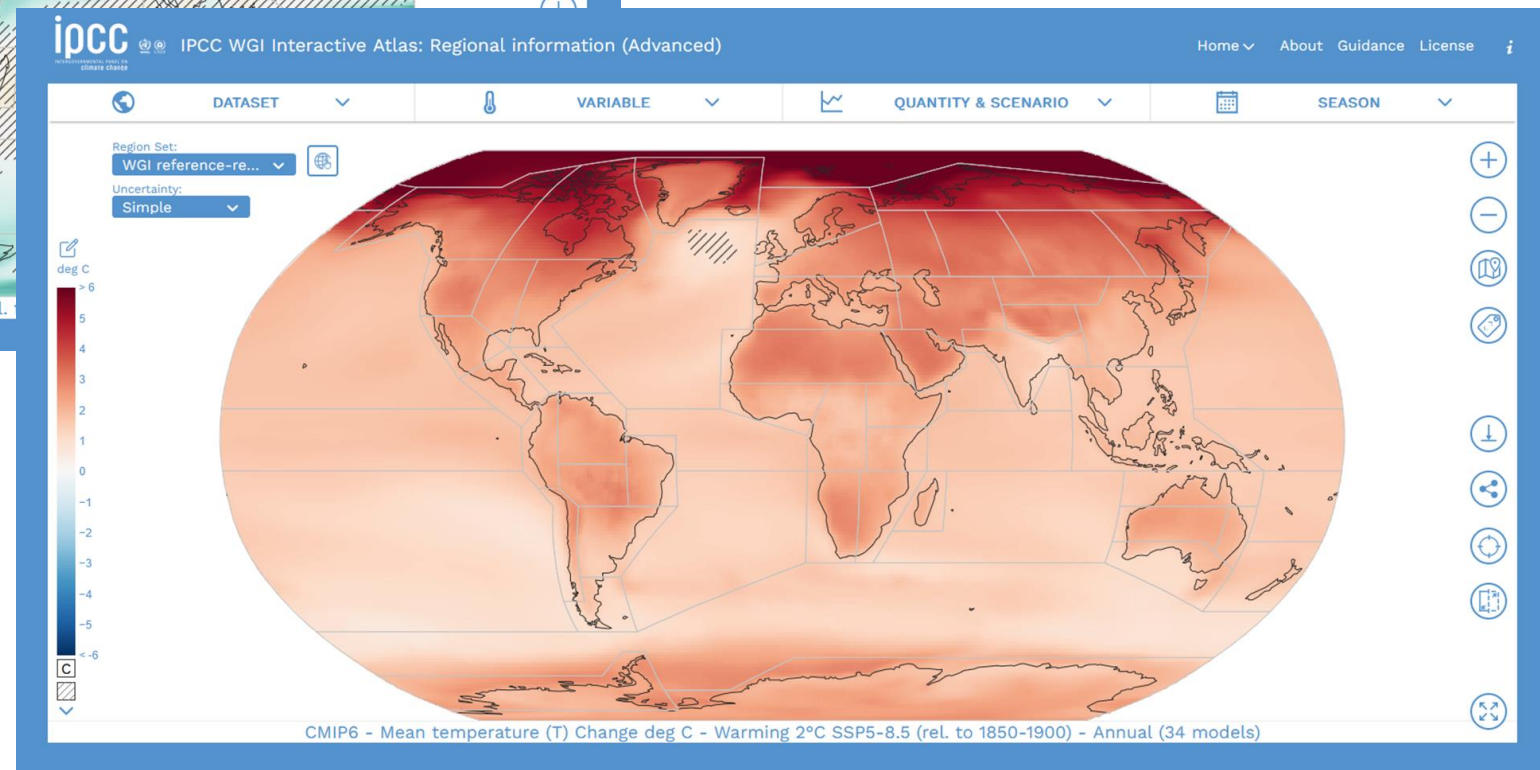 ipcc
INTERGOVERNMENTAL PANEL ON
climate change
IPCC WGI Interactive Atlas: Regional information (Advanced)
Home About Guidance License i
DATASET VARIABLE QUANTITY & SCENARIO SEASON
Region Set:
WGI reference-re...
Uncertainty:
Simple
deg C
> 6
5
4
3
2
1
0
−1
−2
−3
−4
−5
< -6
C
CMIP6 - Mean temperature (T) Change deg C - Warming 2°C SSP5-8.5 (rel. to 1850-1900) - Annual (34 models)